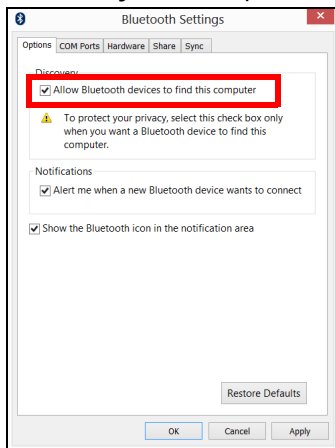 Bluetooth Settings
Options COM Ports Hardware Share Sync
Discovery
Allow Bluetooth devices to find this computer
To protect your privacy, select this check box only
when you want a Bluetooth device to find this
computer.
Notifications
Alert me when a new Bluetooth device wants to connect
Show the Bluetooth icon in the notification area
Restore Defaults
OK Cancel Apply